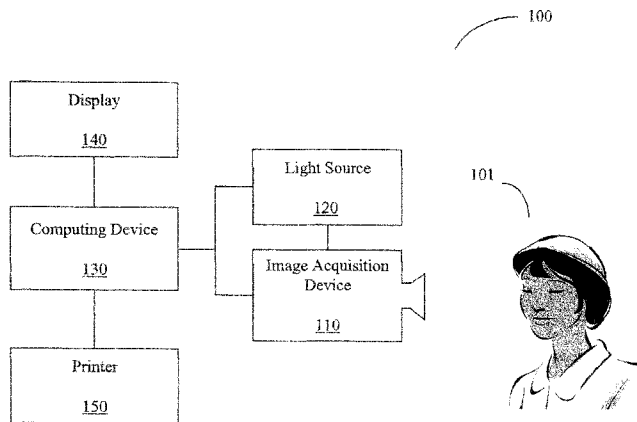 100
Display
140
Light Source
120
101
Computing Device
130
Image Acquisition
Device
110
Printer
150